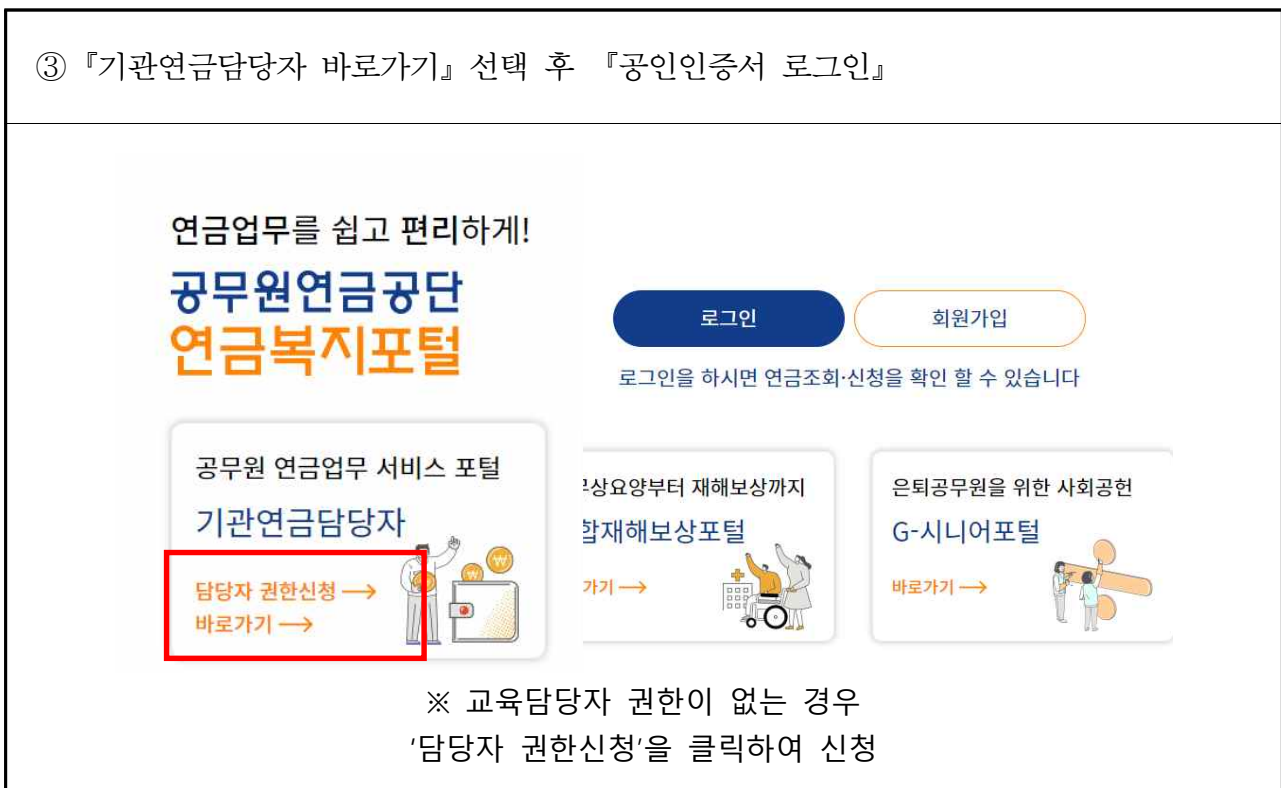 ③『기관연금담당자 바로가기』선택 후 『공인인증서 로그인』
연금업무를 쉽고 편리하게!
공무원연금공단
연금복지포털
로그인
회원가입
로그인을 하시면 연금조회·신청을 확인 할 수 있습니다
공무원 연금업무 서비스 포털
기관연금담당자
담당자 권한신청 →
바로가기 →
상요양부터 재해보상까지
합재해보상포털
가기 →
은퇴공무원을 위한 사회공헌
G-시니어포털
바로가기 →
※ 교육담당자 권한이 없는 경우
'담당자 권한신청'을 클릭하여 신청